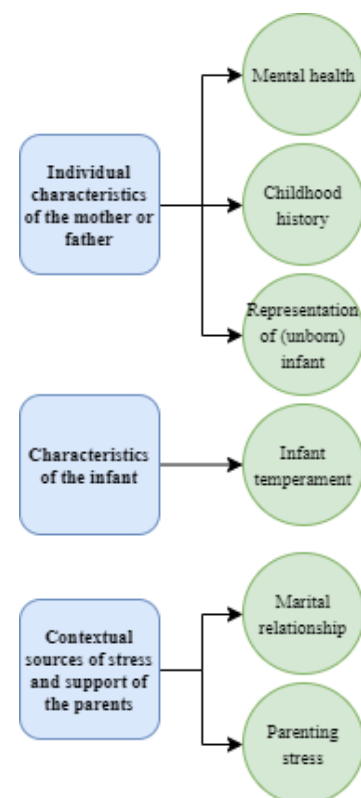 Mental health
Individual
characteristics
of the mother or
father
Childhood
history
Representation
of (unborn)
infant
Characteristics
of the infant
Infant
temperament
Contextual
sources of stress
and support of
the parents
Marital
relationship
Parenting
stress